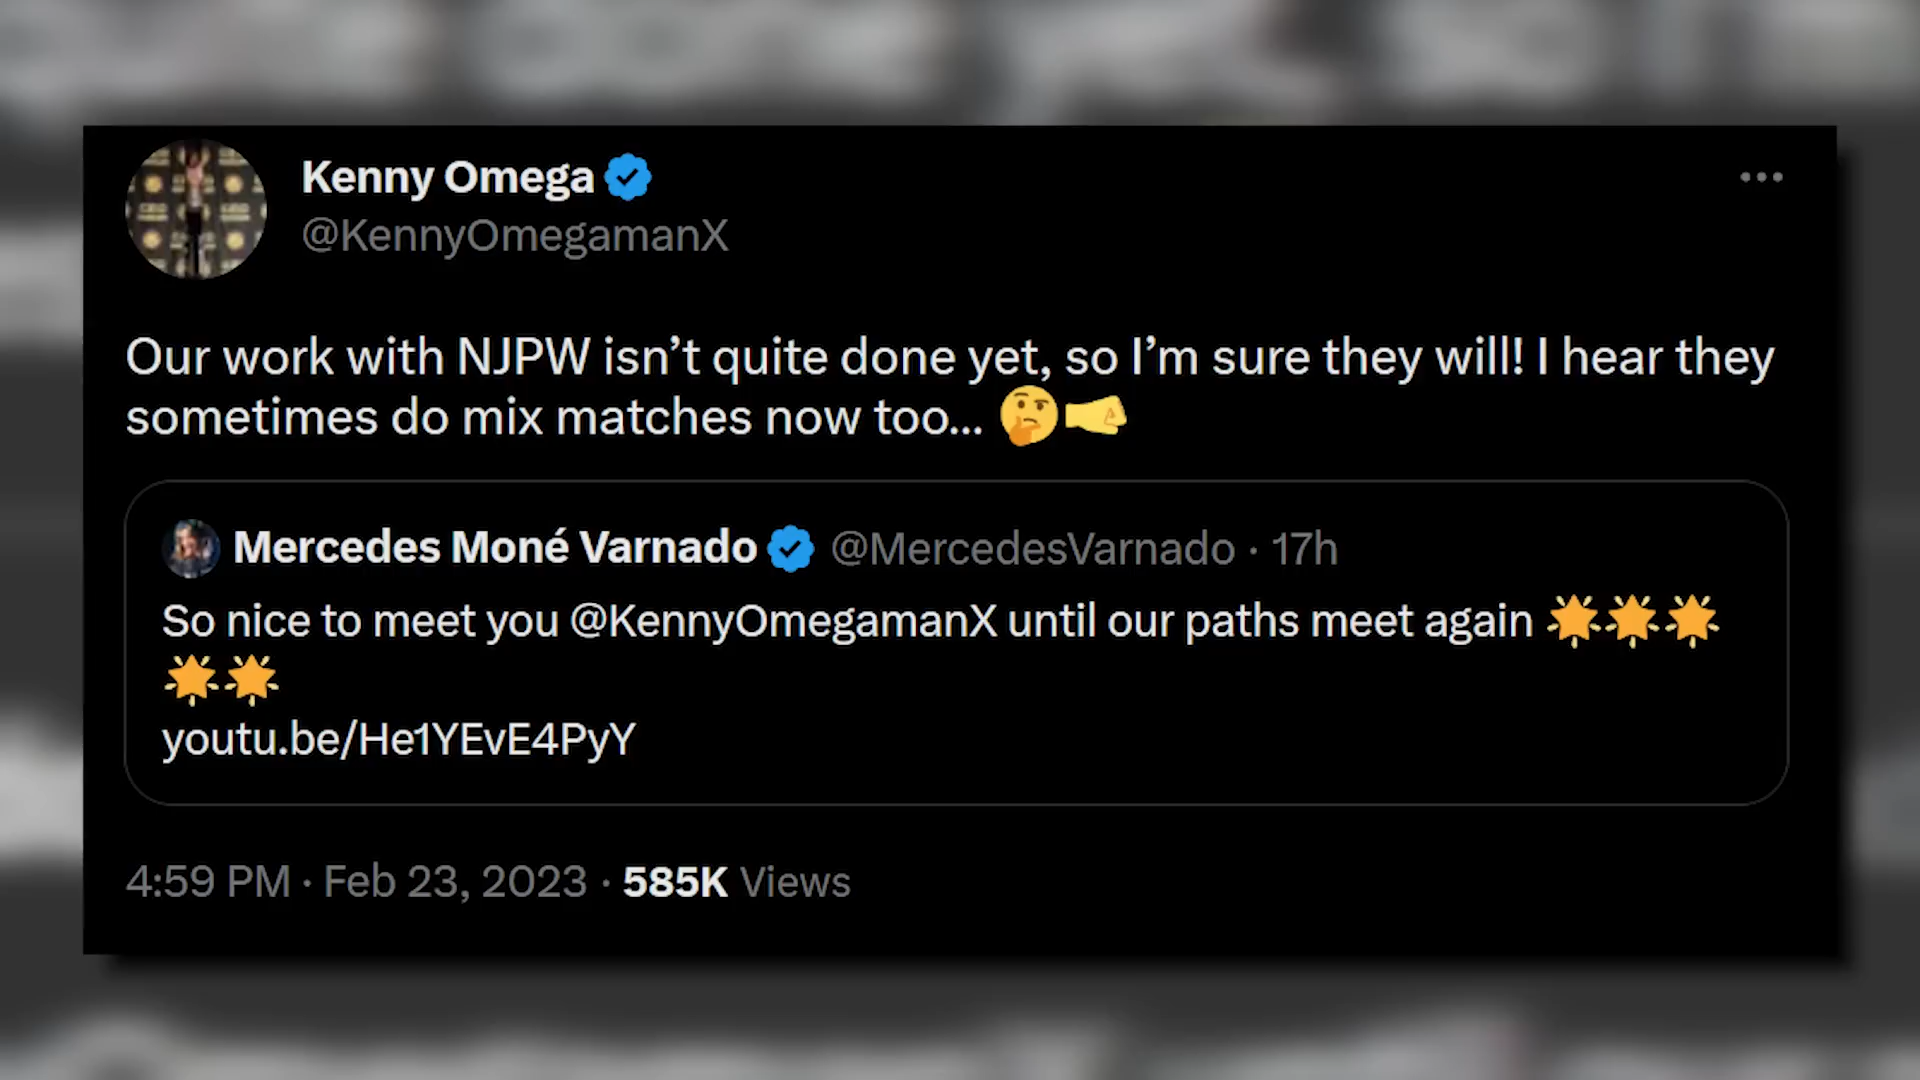 Kenny Omega
@KennyOmegamanX
Our work with NJPW isn’t quite done yet, so I’m sure they will! I hear they
sometimes do mix matches now too... 🤔🤜
Mercedes Moné Varnado @MercedesVarnado · 17h
So nice to meet you @KennyOmegamanX until our paths meet again 🌟🌟🌟
🌟🌟
youtu.be/He1YEvE4PyY
4:59 PM · Feb 23, 2023 · 585K Views